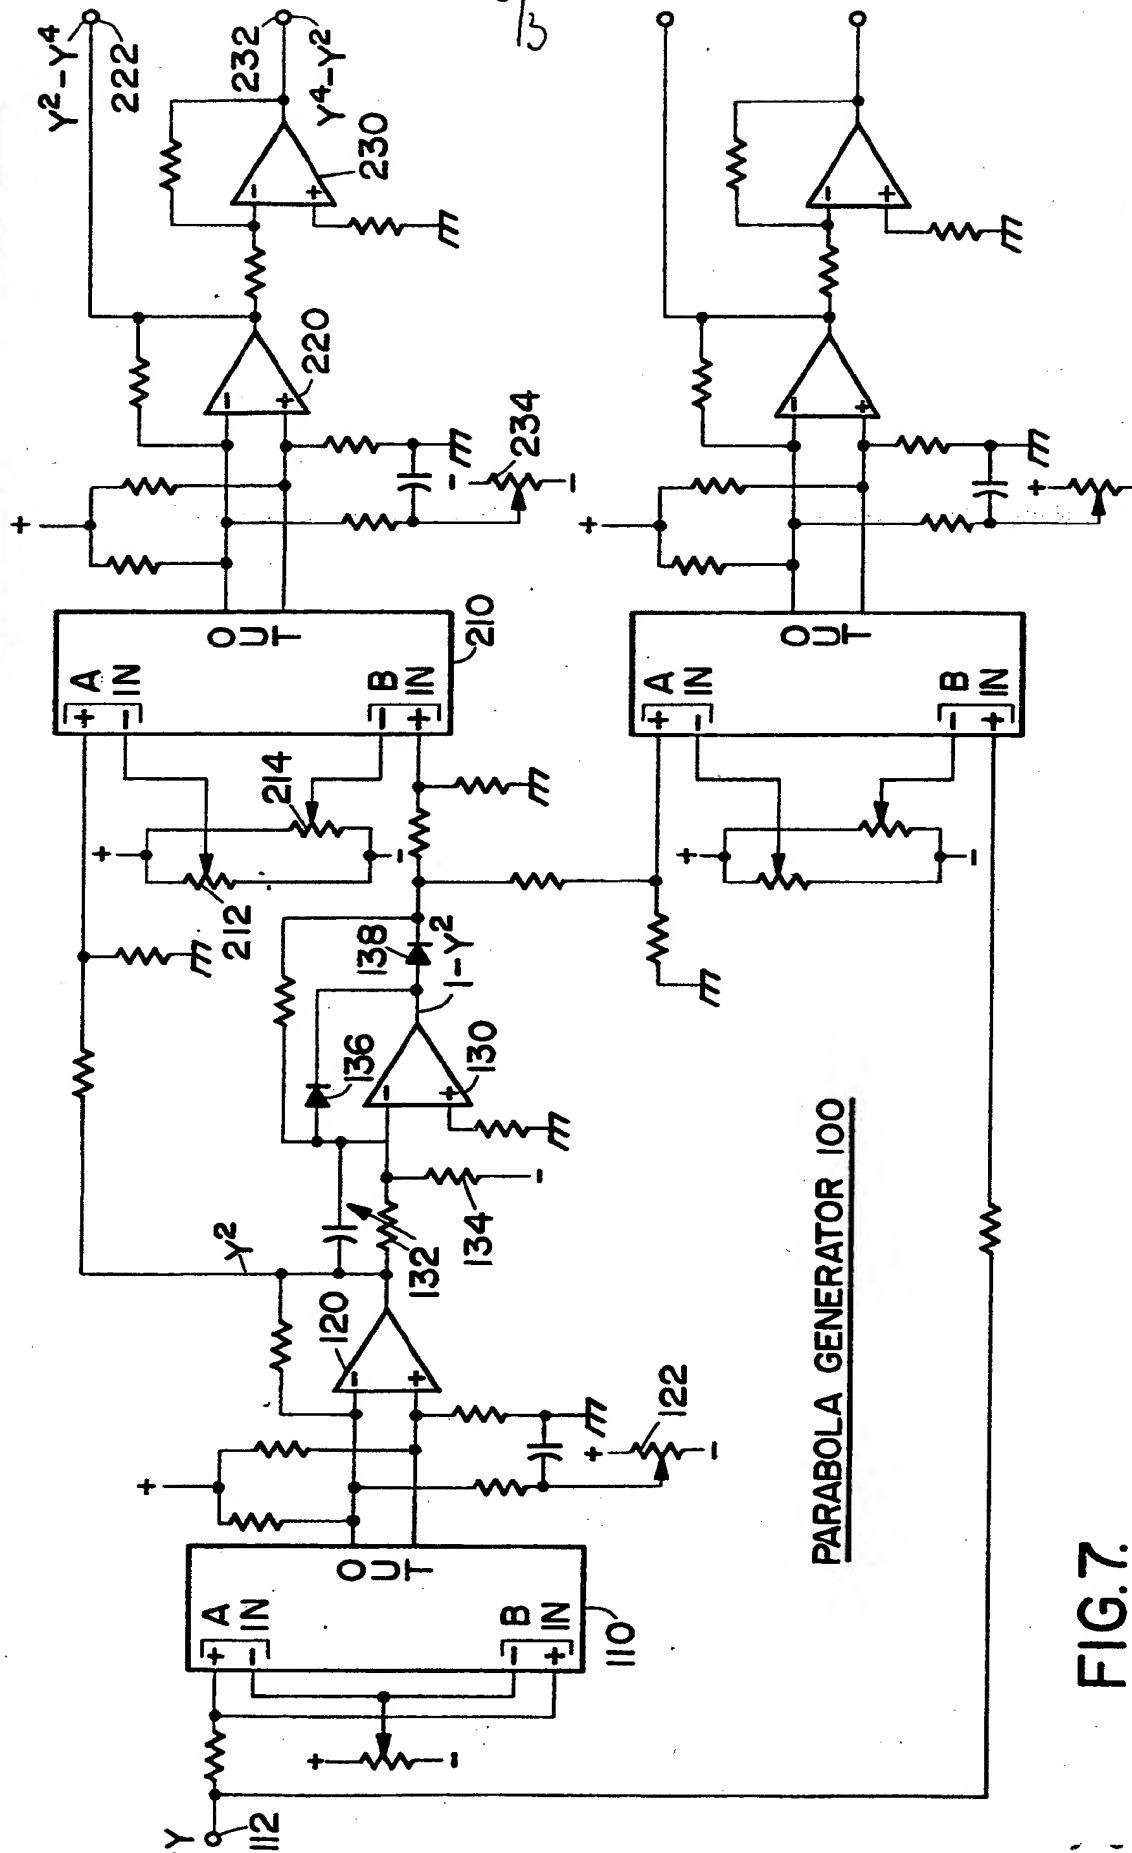 Y² – Y⁴
222
232
Y⁴ – Y²
/3
230
220
234
+
OUT
210
A
IN
B
IN
+
–
–
+
214
212
138
1 – Y²
136
130
132
134
Y²
120
122
OUT
110
A
IN
B
IN
+
–
–
+
Y
112
OUT
A
IN
B
IN
+
–
–
+
PARABOLA GENERATOR 100
FIG. 7.